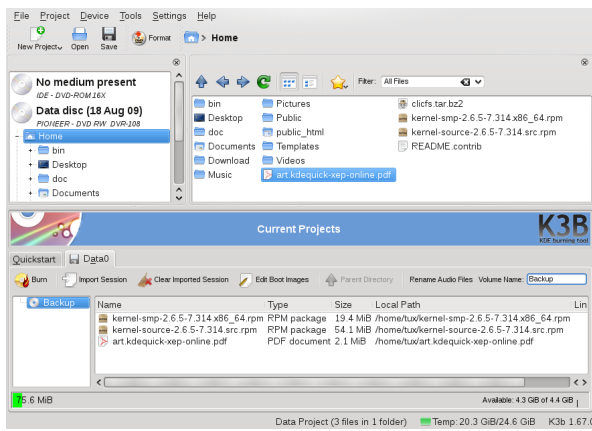 File Project Device Tools Settings Help
New Project Open Save Format > Home
No medium present
IDE - DVD-ROM 16X
Data disc (18 Aug 09)
PIONEER - DVD RW DVR-108
Home
bin
Desktop
doc
Documents
Filter: All Files
bin
Desktop
doc
Documents
Download
Music
Pictures
Public
public_html
Templates
Videos
art.kdequick-xep-online.pdf
clicfs.tar.bz2
kernel-smp-2.6.5-7.314.x86_64.rpm
kernel-source-2.6.5-7.314.src.rpm
README.contrib
Current Projects
K3B
KDE burning tool
Quickstart Data0
Burn Import Session Clear Imported Session Edit Boot Images Parent Directory Rename Audio Files Volume Name: Backup
Backup
Name Type Size Local Path Lin
kernel-smp-2.6.5-7.314.x86_64.rpm RPM package 19.4 MiB /home/tux/kernel-smp-2.6.5-7.314.x86_64.rpm
kernel-source-2.6.5-7.314.src.rpm RPM package 54.1 MiB /home/tux/kernel-source-2.6.5-7.314.src.rpm
art.kdequick-xep-online.pdf PDF document 2.1 MiB /home/tux/art.kdequick-xep-online.pdf
75.6 MiB Available: 4.3 GiB of 4.4 GiB
Data Project (3 files in 1 folder) Temp: 20.3 GiB/24.6 GiB K3b 1.67.0